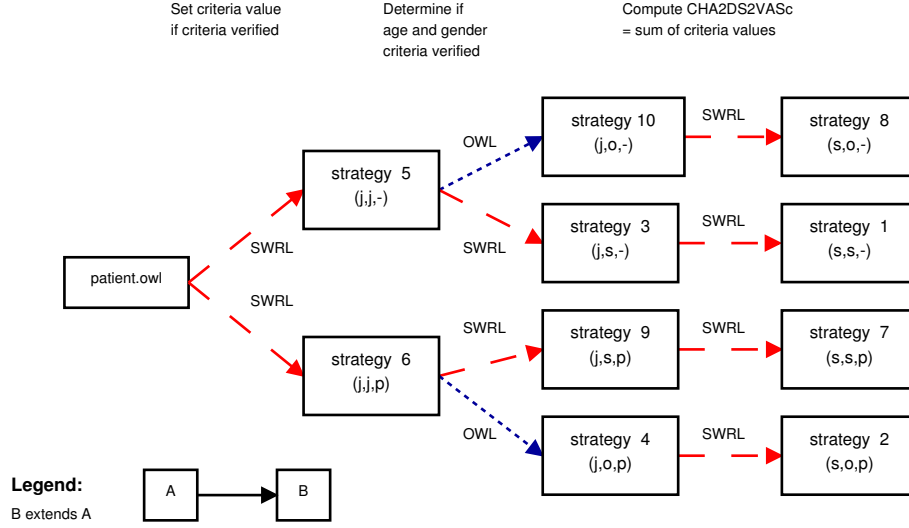 Set criteria value
if criteria verified
Determine if
age and gender
criteria verified
Compute CHA2DS2VASc
= sum of criteria values
strategy 10
(j,o,-)
SWRL
strategy 8
(s,o,-)
OWL
strategy 5
(j,j,-)
SWRL
SWRL
strategy 3
(j,s,-)
SWRL
strategy 1
(s,s,-)
patient.owl
SWRL
strategy 6
(j,j,p)
SWRL
strategy 9
(j,s,p)
SWRL
strategy 7
(s,s,p)
OWL
strategy 4
(j,o,p)
SWRL
strategy 2
(s,o,p)
Legend:
B extends A
A
B